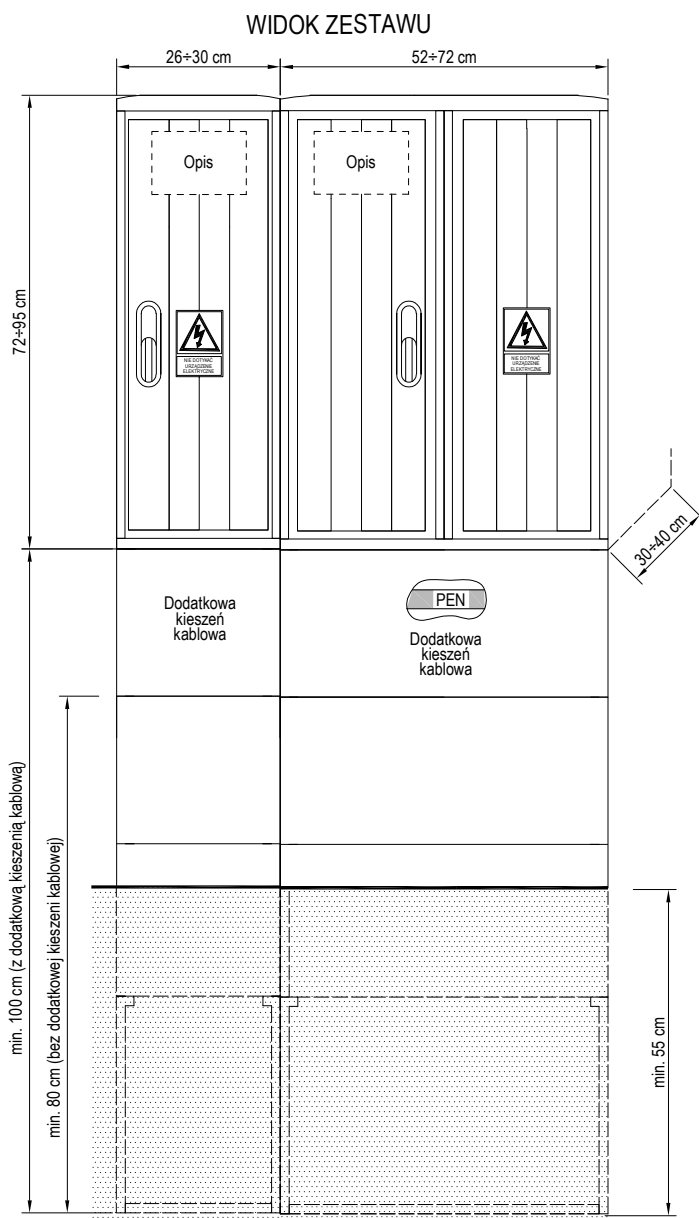 WIDOK ZESTAWU
26÷30 cm
52÷72 cm
Opis
Opis
72÷95 cm
NIE DOTYKAĆ
URZĄDZENIE
ELEKTRYCZNE
NIE DOTYKAĆ
URZĄDZENIE
ELEKTRYCZNE
30÷40 cm
Dodatkowa
kieszeń
kablowa
PEN
Dodatkowa
kieszeń
kablowa
min. 100 cm (z dodatkową kieszenią kablową)
min. 80 cm (bez dodatkowej kieszeni kablowej)
min. 55 cm